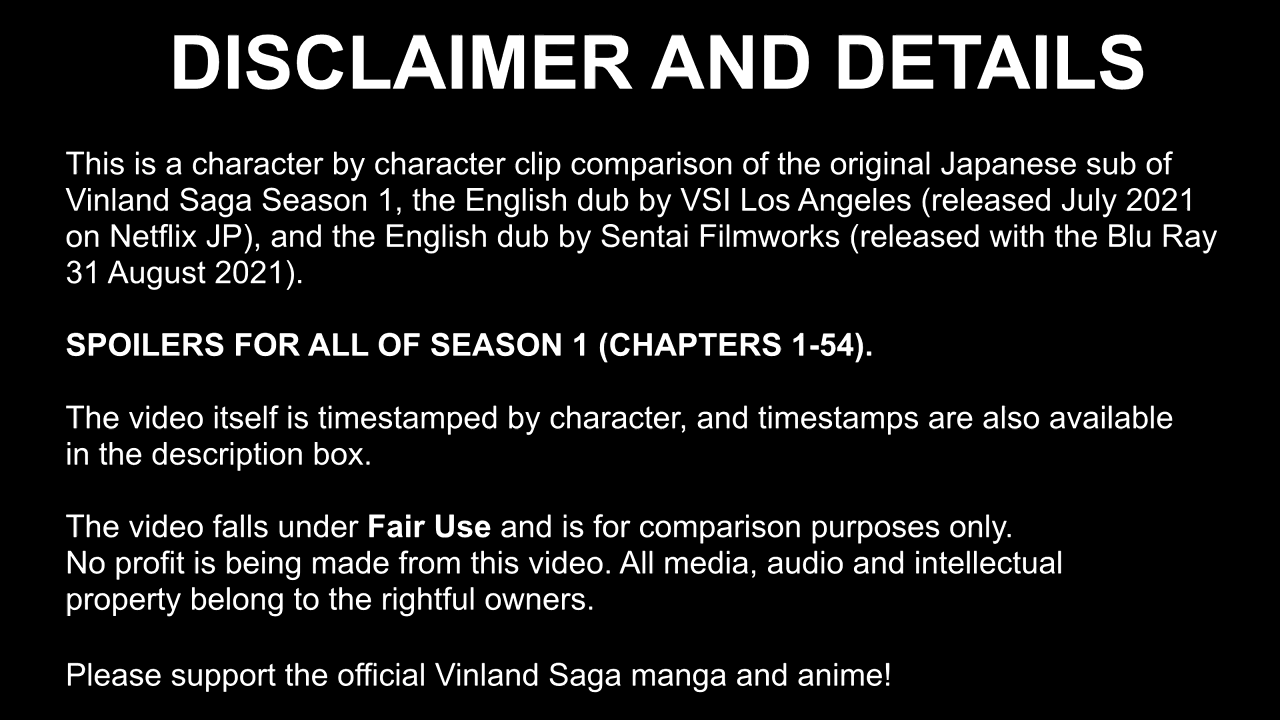 DISCLAIMER AND DETAILS
This is a character by character clip comparison of the original Japanese sub of
Vinland Saga Season 1, the English dub by VSI Los Angeles (released July 2021
on Netflix JP), and the English dub by Sentai Filmworks (released with the Blu Ray
31 August 2021).
SPOILERS FOR ALL OF SEASON 1 (CHAPTERS 1-54).
The video itself is timestamped by character, and timestamps are also available
in the description box.
The video falls under Fair Use and is for comparison purposes only.
No profit is being made from this video. All media, audio and intellectual
property belong to the rightful owners.
Please support the official Vinland Saga manga and anime!